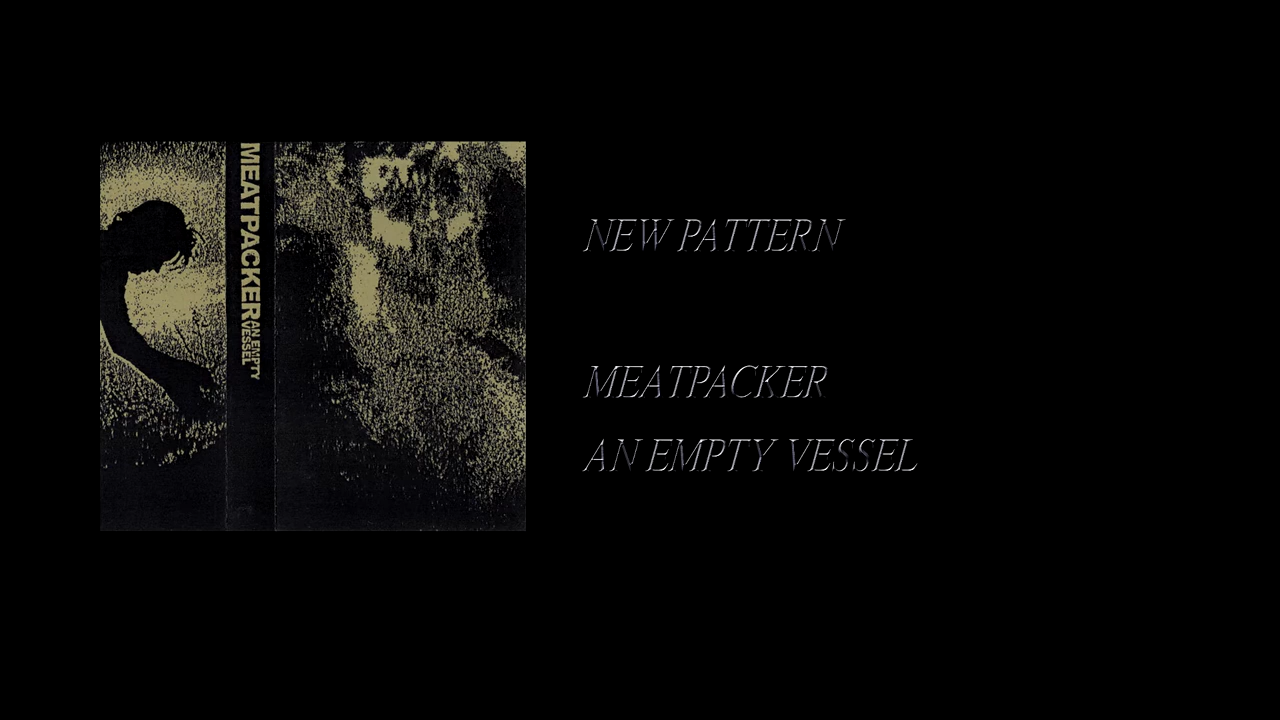 MEATPACKER
AN EMPTY
VESSEL
NEW PATTERN
MEATPACKER
AN EMPTY VESSEL